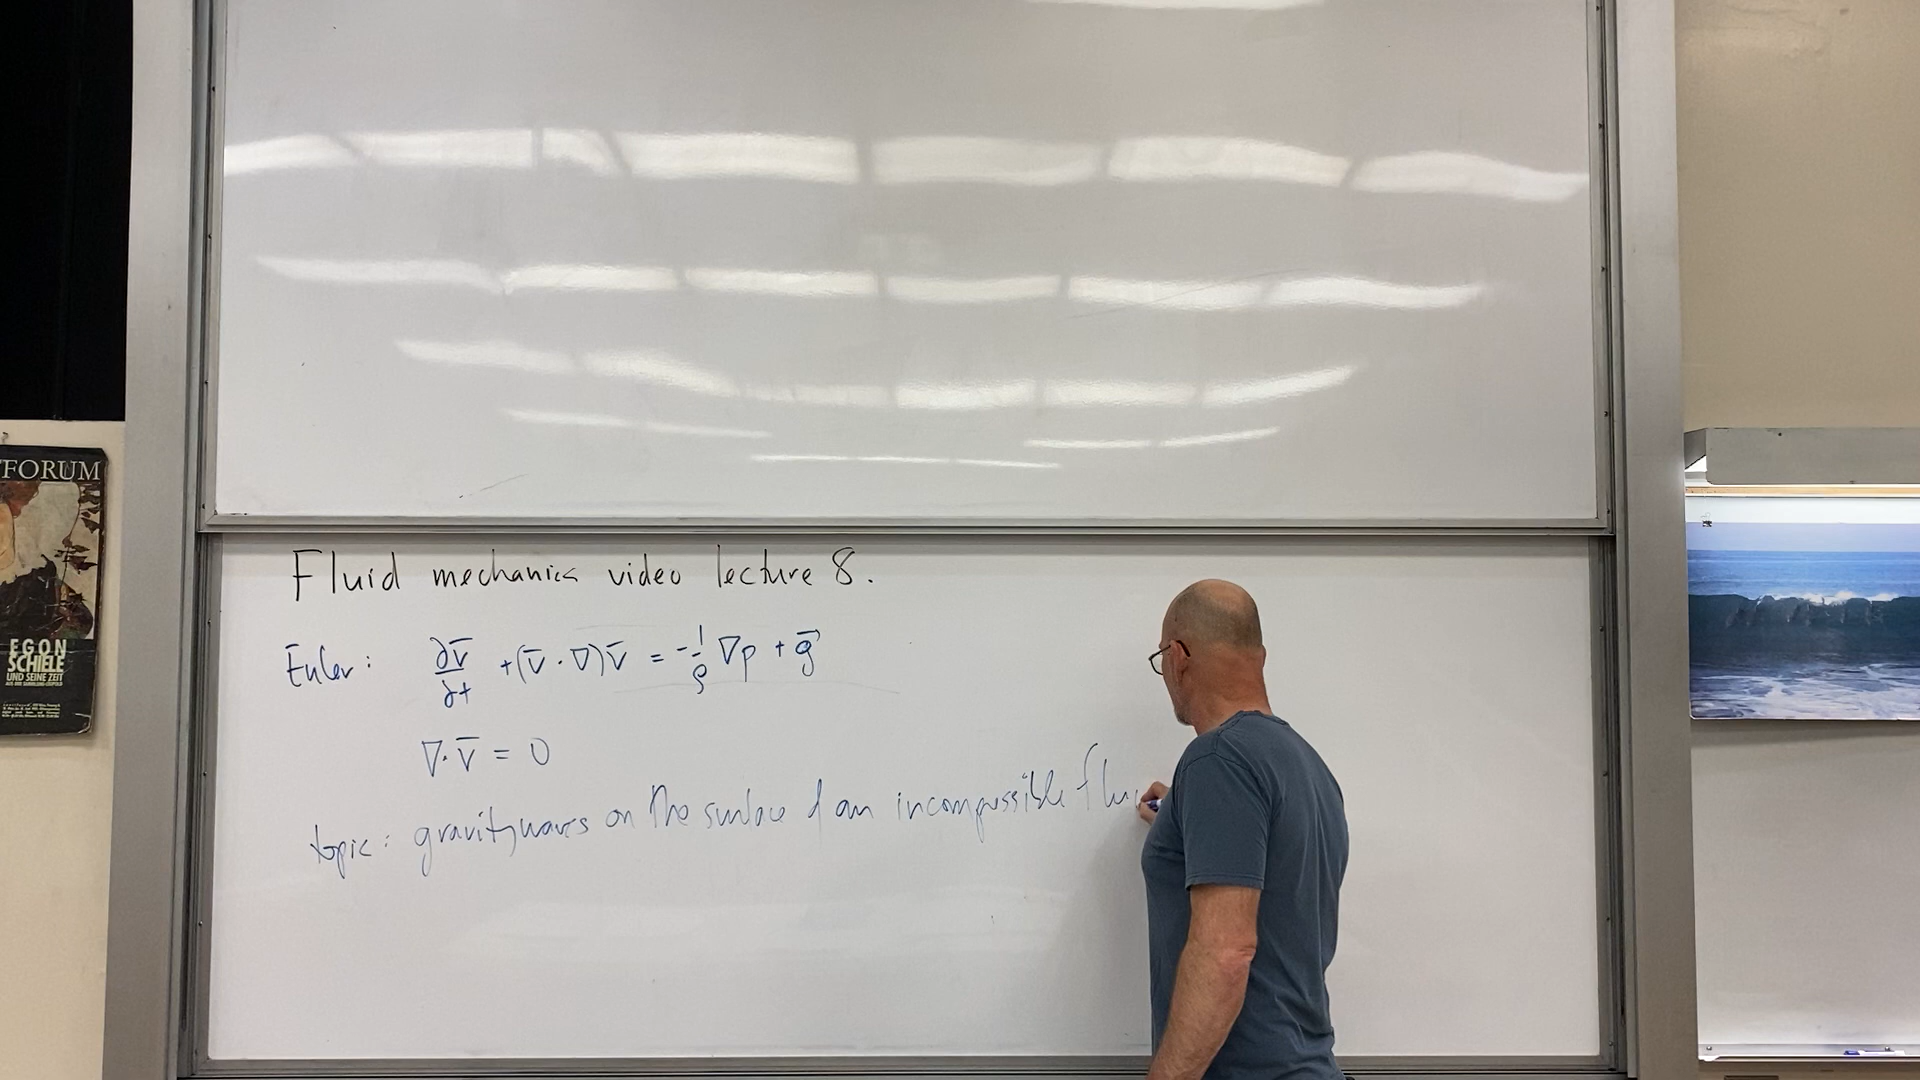 FORUM
EGON
SCHIELE
UND SEINE ZEIT
Fluid mechanics video lecture 8.
Euler: ∂v̄/∂t + (v̄ · ∇)v̄ = -1/ρ ∇p + g⃗
∇· v̄ = 0
topic: gravity waves on the surface of an incompressible flui